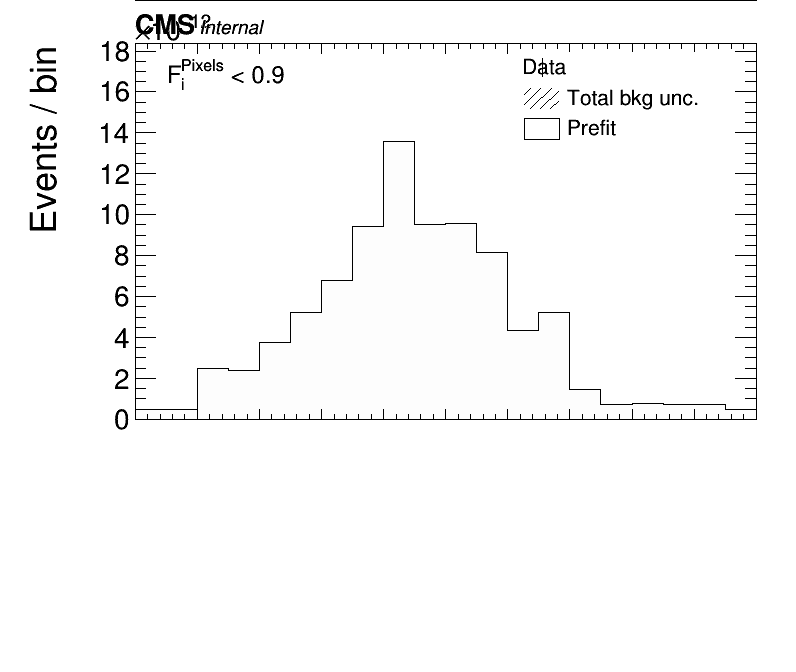 CMS Internal
Events / bin
F_i^Pixels < 0.9
Data
Total bkg unc.
Prefit
18
16
14
12
10
8
6
4
2
0